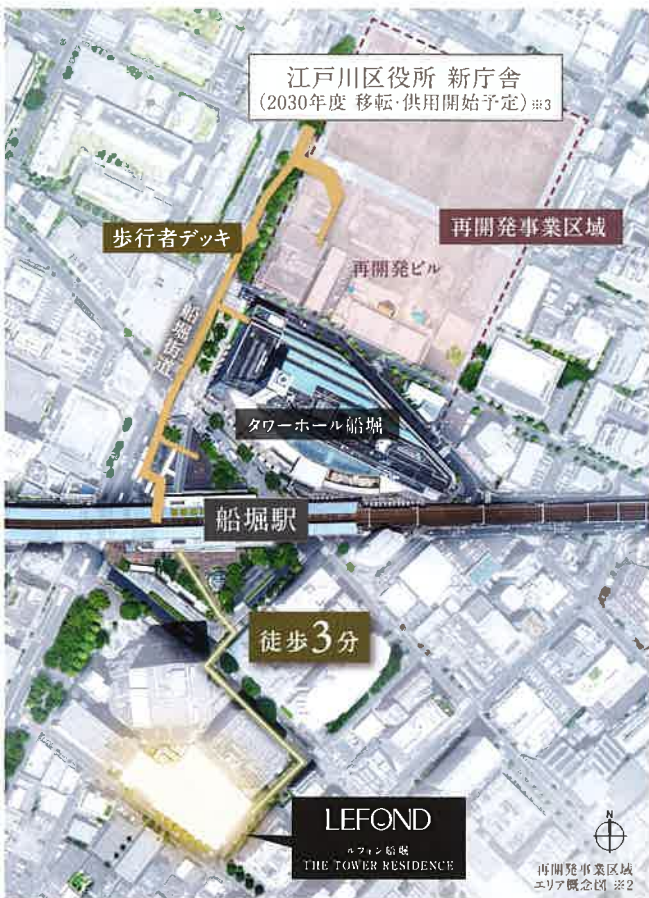 江戸川区役所 新庁舎
(2030年度 移転・供用開始予定)※3
歩行者デッキ
再開発事業区域
再開発ビル
船堀街道
タワーホール船堀
船堀駅
徒歩3分
LEFOND
ルフォン船堀
THE TOWER RESIDENCE
N
再開発事業区域
エリア概念図 ※2